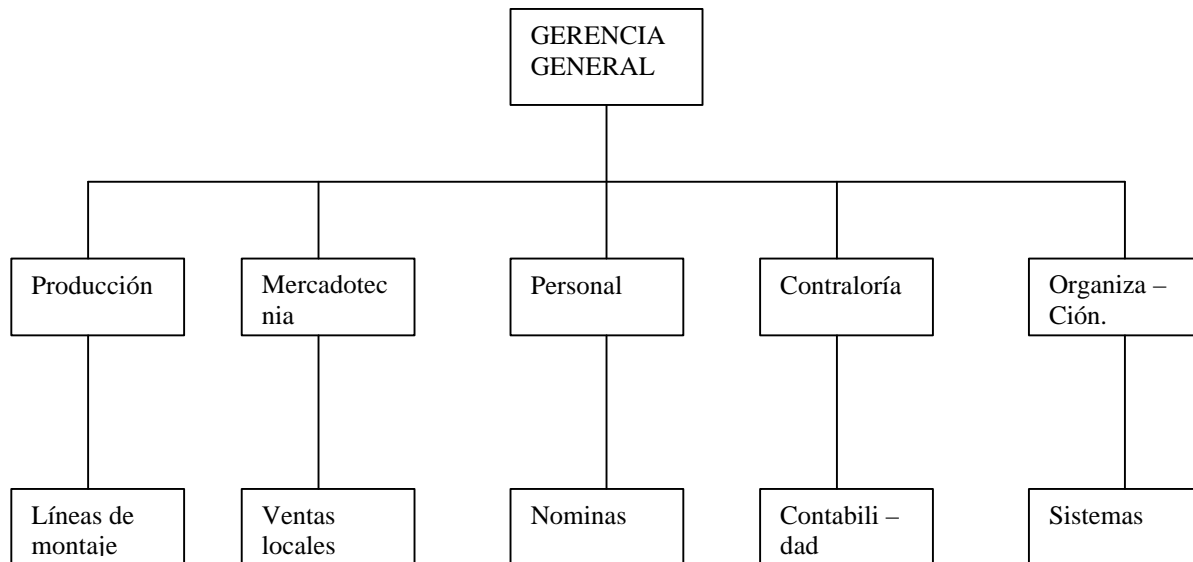 GERENCIA
GENERAL
Producción
Mercadotec
nia
Personal
Contraloría
Organiza –
Ción.
Líneas de
montaje
Ventas
locales
Nominas
Contabili –
dad
Sistemas